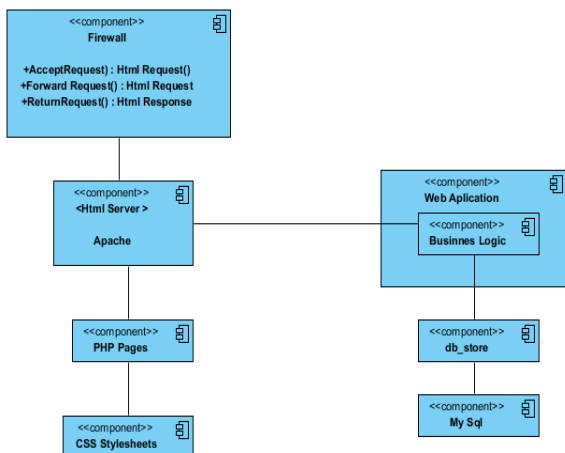 <<component>>
Firewall
+AcceptRequest) : Html Request()
+Forward Request() : Html Request
+ReturnRequest() : Html Response
<<component>>
<Html Server >
Apache
<<component>>
Web Aplication
<<component>>
Businnes Logic
<<component>>
PHP Pages
<<component>>
db_store
<<component>>
CSS Stylesheets
<<component>>
My Sql